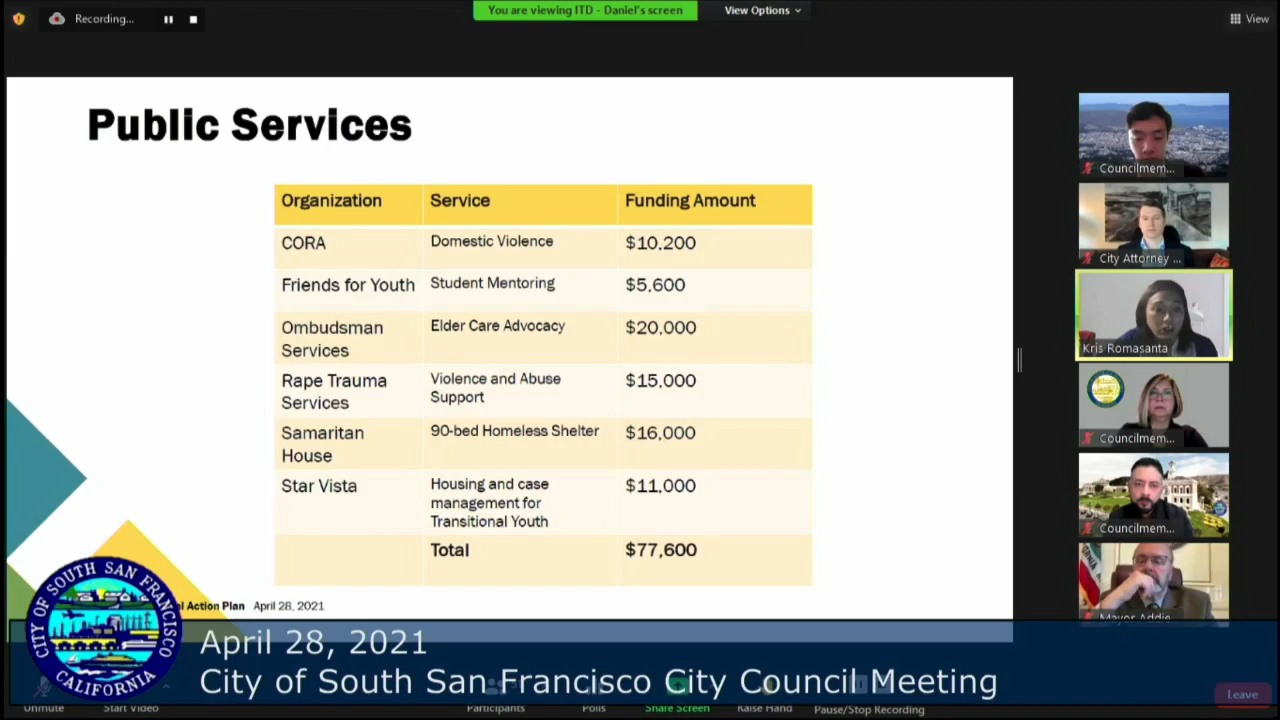 Recording...
You are viewing ITD - Daniel's screen
View Options
View
Public Services
Organization Service Funding Amount
CORA Domestic Violence $10,200
Friends for Youth Student Mentoring $5,600
Ombudsman Elder Care Advocacy $20,000
Services
Rape Trauma Violence and Abuse $15,000
Services Support
Samaritan 90-bed Homeless Shelter $16,000
House
Star Vista Housing and case $11,000
management for
Transitional Youth
Total $77,600
Action Plan April 28, 2021
Councilmem...
City Attorney ...
Kris Romasanta
Councilmem...
Councilmem...
Mayor Addie
CITY OF SOUTH SAN FRANCISCO
CALIFORNIA
April 28, 2021
City of South San Francisco City Council Meeting
Unmute Start Video Participants Polls Share Screen Raise Hand Pause/Stop Recording
Leave